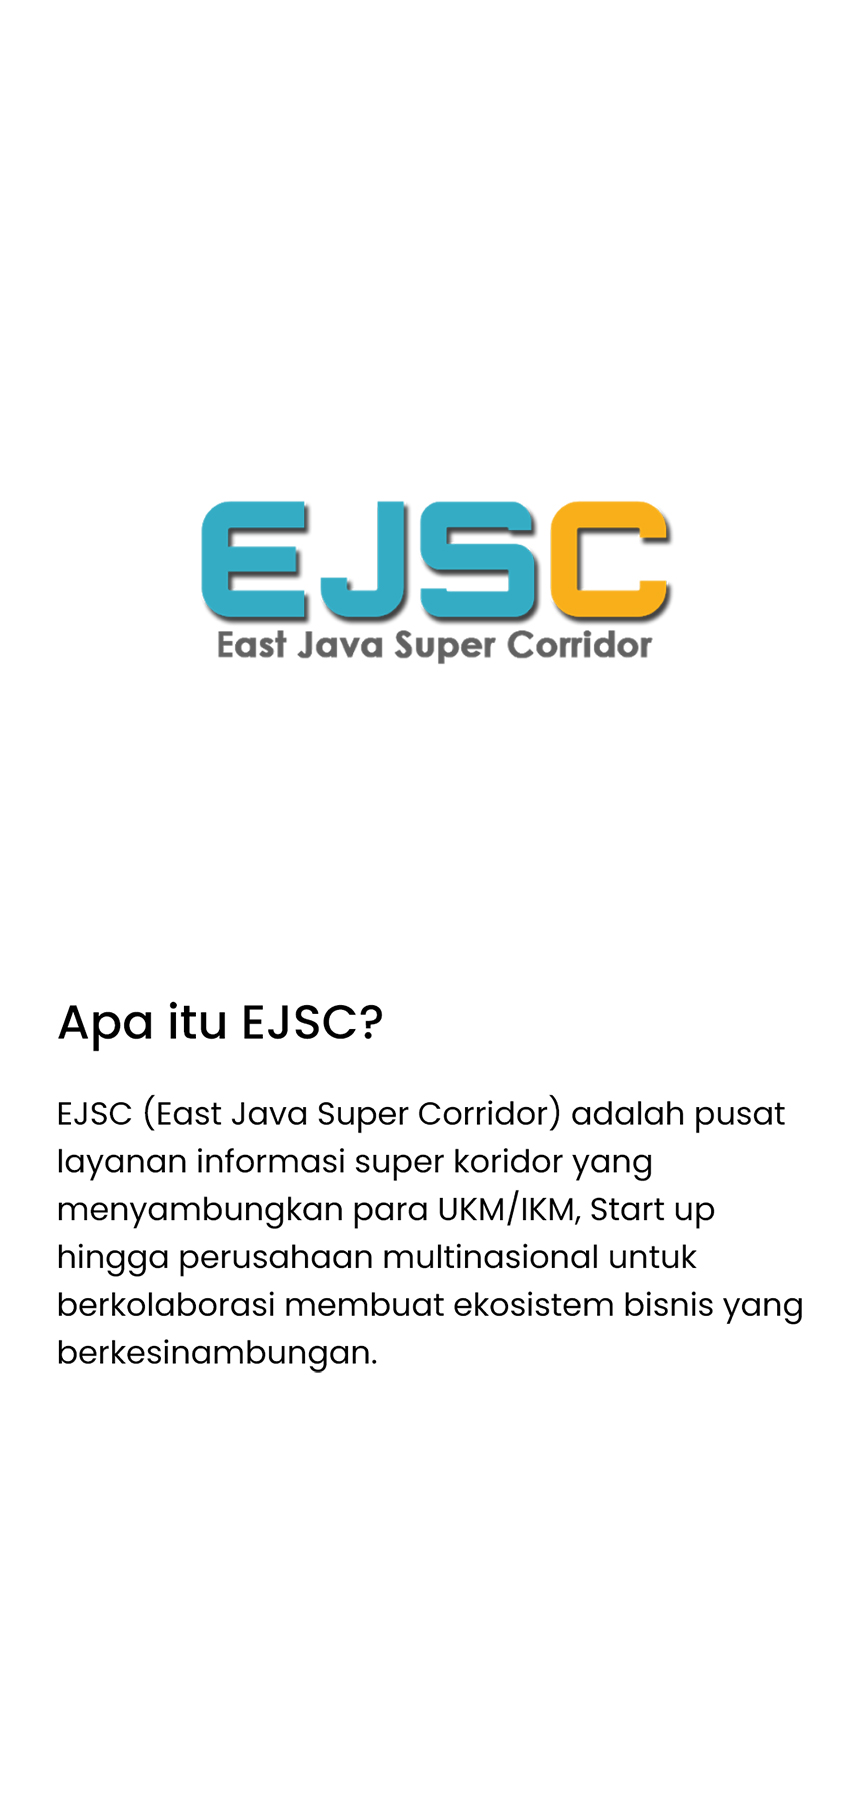 EJSC
East Java Super Corridor
Apa itu EJSC?
EJSC (East Java Super Corridor) adalah pusat
layanan informasi super koridor yang
menyambungkan para UKM/IKM, Start up
hingga perusahaan multinasional untuk
berkolaborasi membuat ekosistem bisnis yang
berkesinambungan.